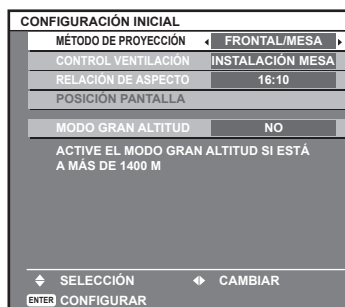 CONFIGURACIÓN INICIAL
MÉTODO DE PROYECCIÓN FRONTAL/MESA
CONTROL VENTILACIÓN INSTALACIÓN MESA
RELACIÓN DE ASPECTO 16:10
POSICIÓN PANTALLA
MODO GRAN ALTITUD NO
ACTIVE EL MODO GRAN ALTITUD SI ESTÁ
A MÁS DE 1400 M
SELECCIÓN CAMBIAR
ENTER CONFIGURAR